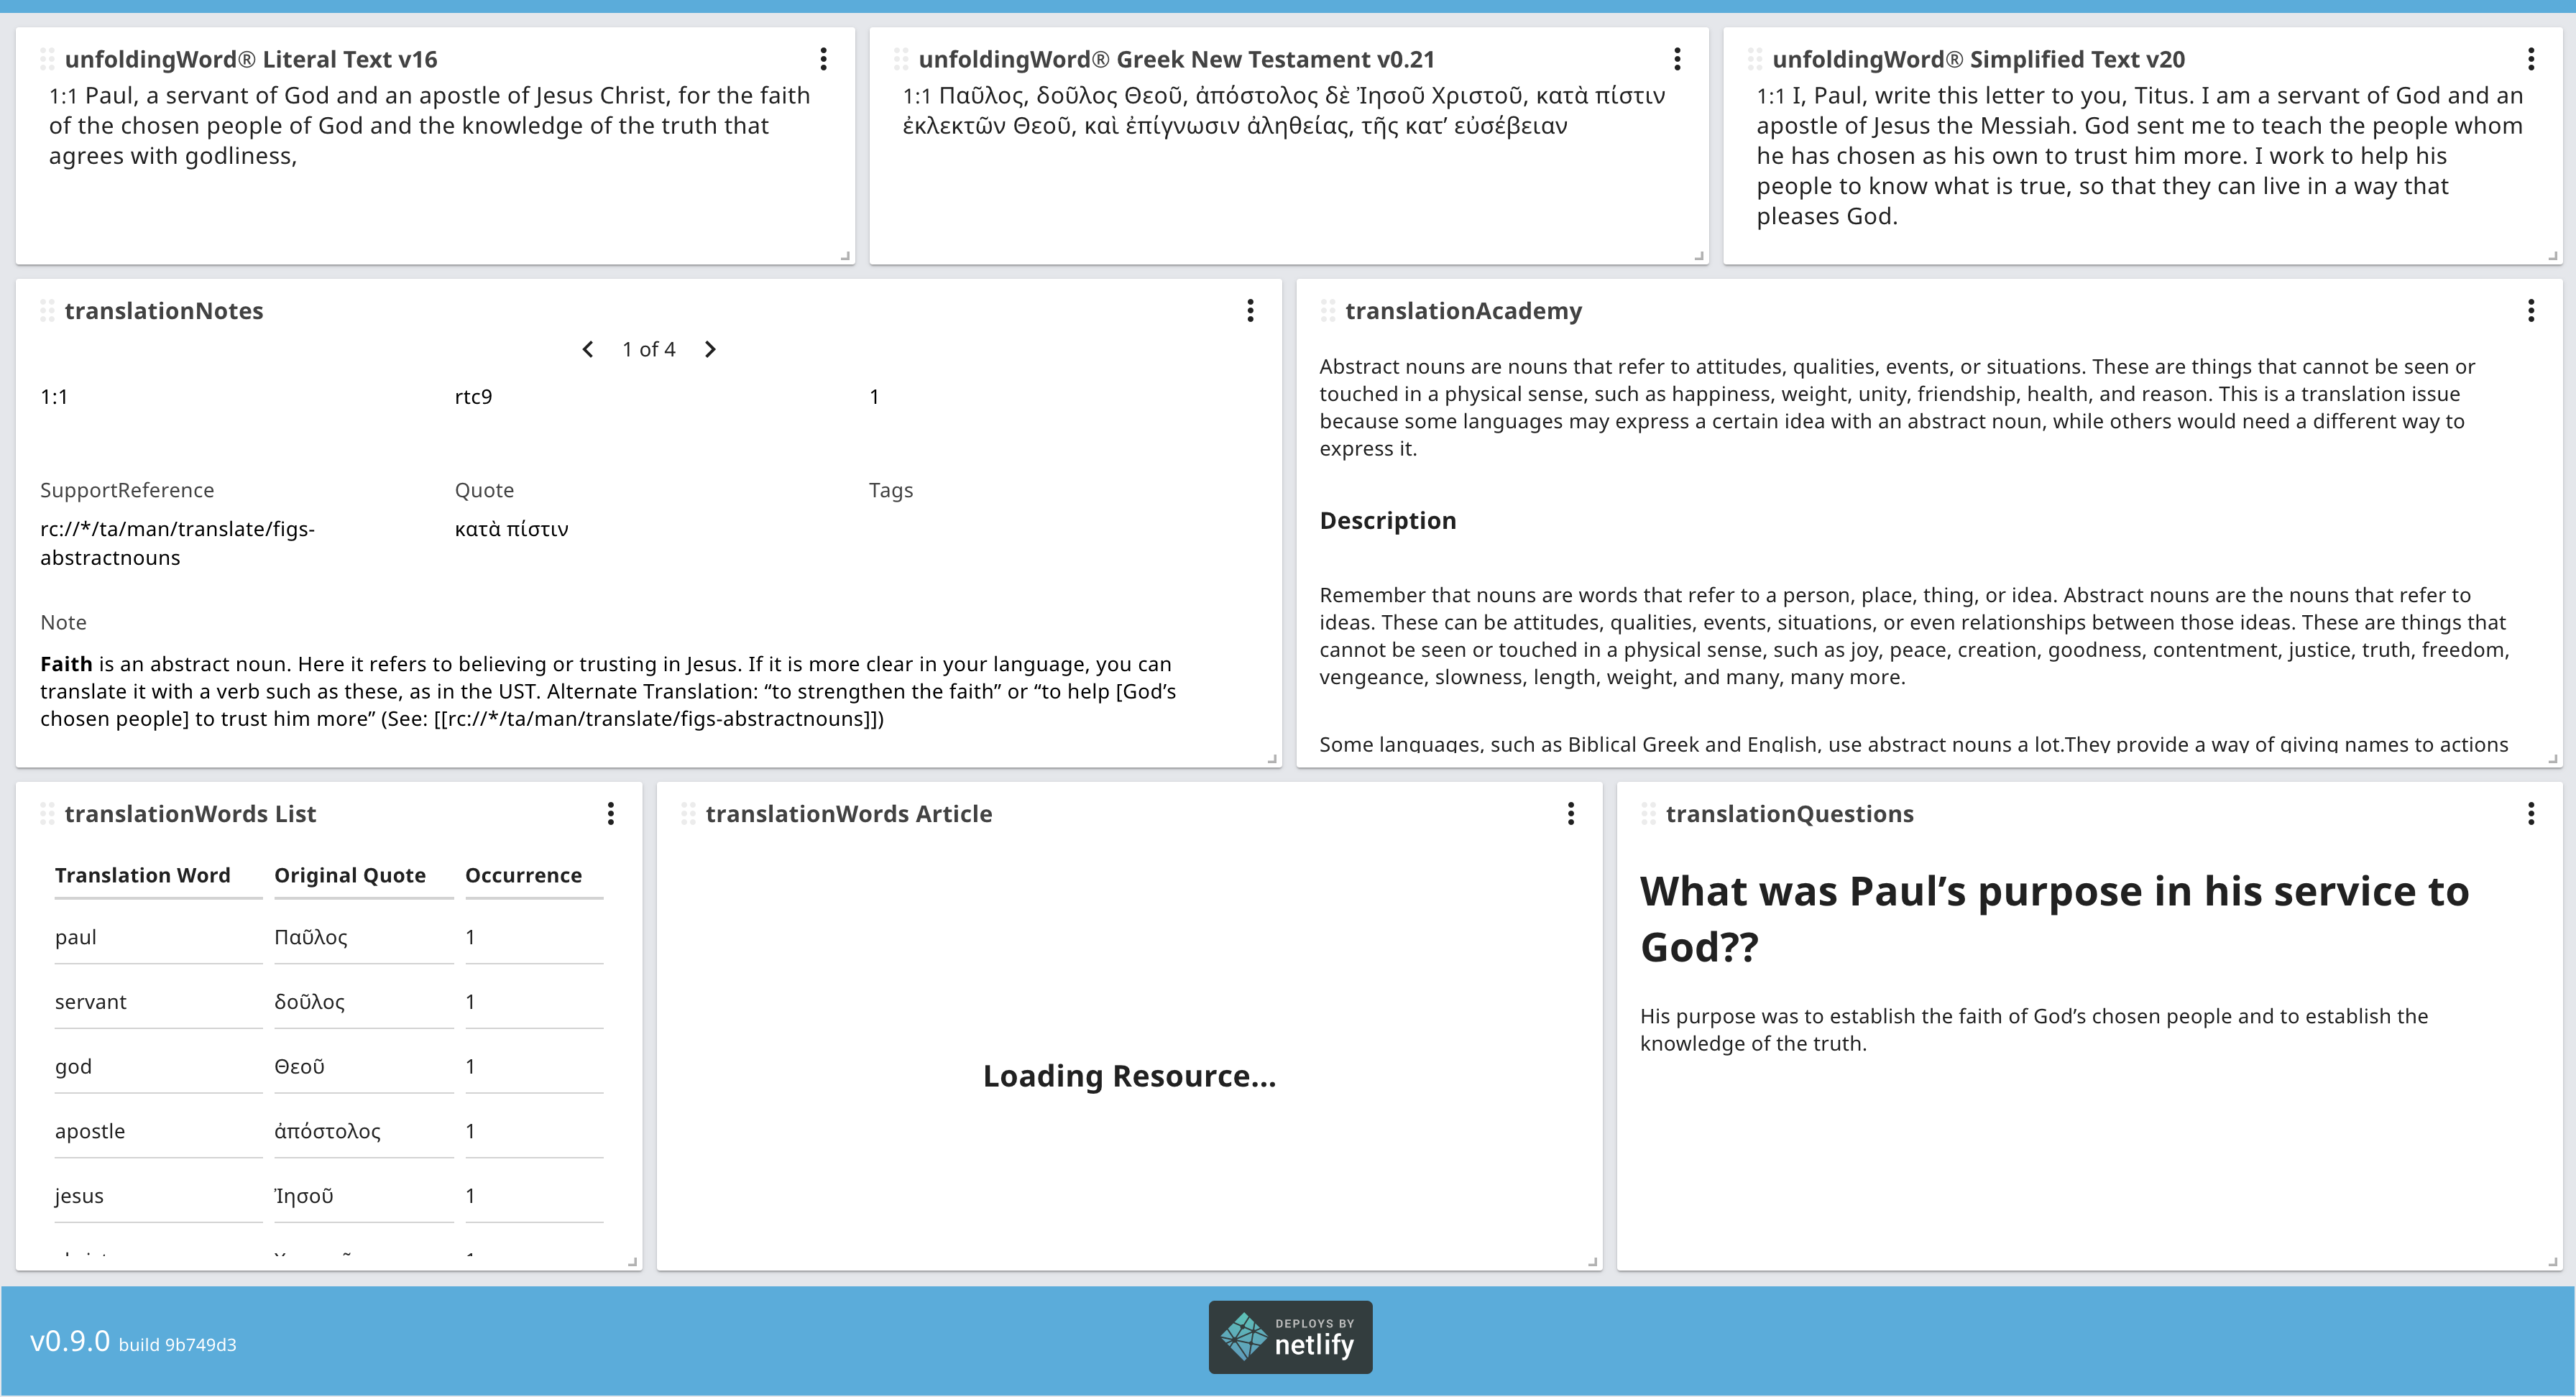 unfoldingWord® Literal Text v16
1:1 Paul, a servant of God and an apostle of Jesus Christ, for the faith
of the chosen people of God and the knowledge of the truth that
agrees with godliness,
unfoldingWord® Greek New Testament v0.21
1:1 Παῦλος, δοῦλος Θεοῦ, ἀπόστολος δὲ Ἰησοῦ Χριστοῦ, κατὰ πίστιν
ἐκλεκτῶν Θεοῦ, καὶ ἐπίγνωσιν ἀληθείας, τῆς κατ’ εὐσέβειαν
unfoldingWord® Simplified Text v20
1:1 I, Paul, write this letter to you, Titus. I am a servant of God and an
apostle of Jesus the Messiah. God sent me to teach the people whom
he has chosen as his own to trust him more. I work to help his
people to know what is true, so that they can live in a way that
pleases God.
translationNotes
1 of 4
1:1 rtc9 1
SupportReference Quote Tags
rc://*/ta/man/translate/figs- κατὰ πίστιν
abstractnouns
Note
Faith is an abstract noun. Here it refers to believing or trusting in Jesus. If it is more clear in your language, you can
translate it with a verb such as these, as in the UST. Alternate Translation: “to strengthen the faith” or “to help [God’s
chosen people] to trust him more” (See: [[rc://*/ta/man/translate/figs-abstractnouns]])
translationAcademy
Abstract nouns are nouns that refer to attitudes, qualities, events, or situations. These are things that cannot be seen or
touched in a physical sense, such as happiness, weight, unity, friendship, health, and reason. This is a translation issue
because some languages may express a certain idea with an abstract noun, while others would need a different way to
express it.
Description
Remember that nouns are words that refer to a person, place, thing, or idea. Abstract nouns are the nouns that refer to
ideas. These can be attitudes, qualities, events, situations, or even relationships between those ideas. These are things that
cannot be seen or touched in a physical sense, such as joy, peace, creation, goodness, contentment, justice, truth, freedom,
vengeance, slowness, length, weight, and many, many more.
Some languages, such as Biblical Greek and English, use abstract nouns a lot.They provide a way of giving names to actions
translationWords List
Translation Word Original Quote Occurrence
paul Παῦλος 1
servant δοῦλος 1
god Θεοῦ 1
apostle ἀπόστολος 1
jesus Ἰησοῦ 1
translationWords Article
Loading Resource...
translationQuestions
What was Paul’s purpose in his service to
God??
His purpose was to establish the faith of God’s chosen people and to establish the
knowledge of the truth.
v0.9.0 build 9b749d3
DEPLOYS BY
netlify